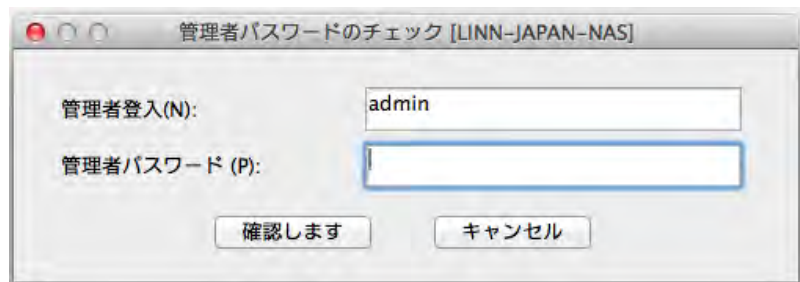 管理者パスワードのチェック [LINN-JAPAN-NAS]
管理者登入(N): admin
管理者パスワード (P):
確認します キャンセル